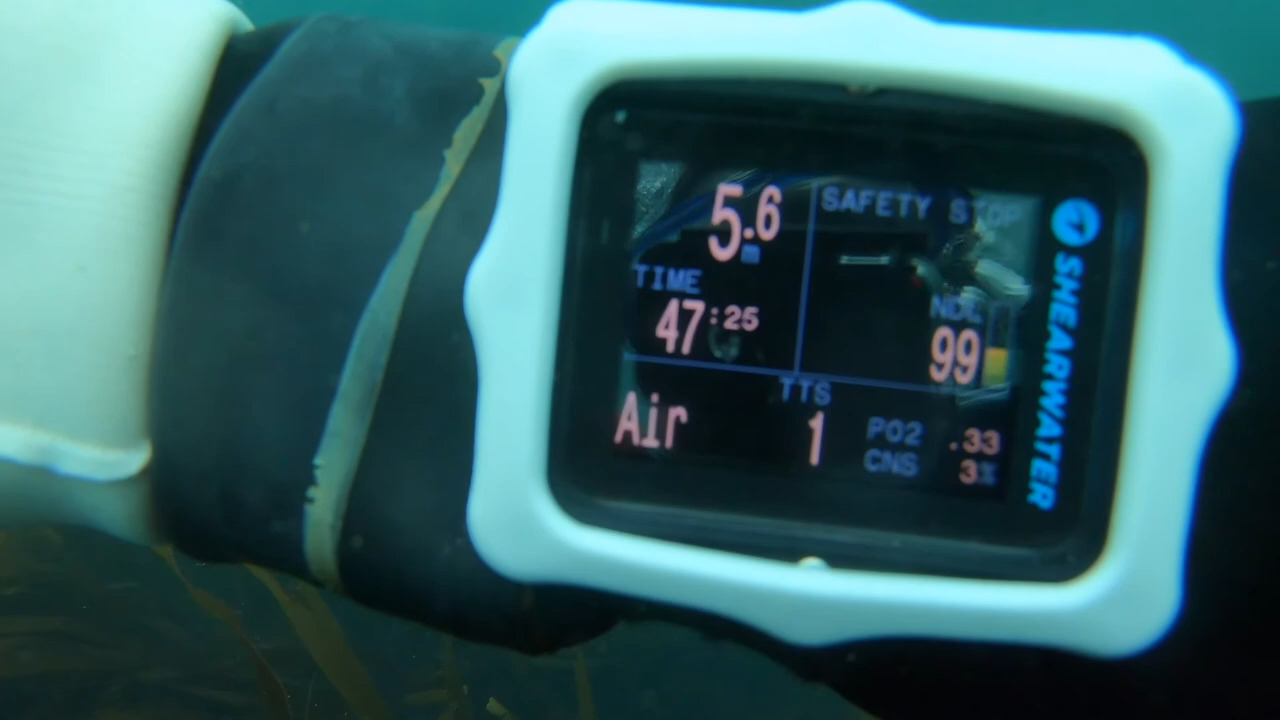 5.6
m
SAFETY STOP
TIME
47:25
NDL
99
Air
TTS
1
PO2 .33
CNS 3%
SHEARWATER